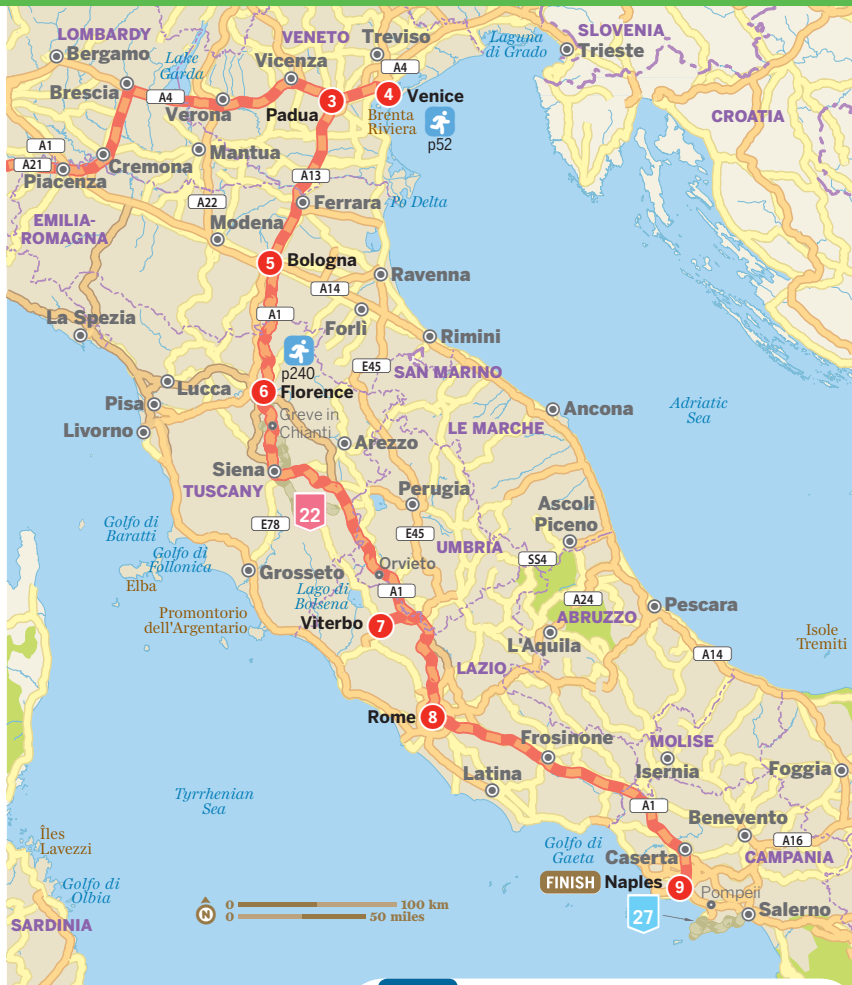 LOMBARDY
Bergamo
Lake
Garda
VENETO
Treviso
Vicenza
A4
Laguna
di Grado
SLOVENIA
Trieste
Brescia
A4
Verona
Padua
3
4
Venice
Brenta
Riviera
p52
CROATIA
A1
A21
Piacenza
Cremona
Mantua
A13
A22
Ferrara
Po Delta
EMILIA-
ROMAGNA
Modena
5
Bologna
Ravenna
A14
A1
Forlì
La Spezia
Rimini
p240
E45
SAN MARINO
Lucca
6
Florence
Pisa
Greve in
Chianti
Ancona
Adriatic
Sea
Livorno
Arezzo
LE MARCHE
Siena
TUSCANY
Perugia
Ascoli
Piceno
22
E78
Golfo di
Baratti
E45
UMBRIA
Golfo di
Follonica
Orvieto
SS4
Elba
Grosseto
Lago di
Bolsena
A1
A24
Promontorio
dell'Argentario
Viterbo
7
ABRUZZO
Pescara
L'Aquila
Isole
Tremiti
A14
LAZIO
Rome
8
Frosinone
MOLISE
Isernia
Foggia
Latina
Tyrrhenian
Sea
A1
Benevento
Îles
Lavezzi
Golfo di
Gaeta
A16
Caserta
CAMPANIA
Golfo di
Olbia
FINISH
Naples
9
Pompeii
N
0
100 km
0
50 miles
27
Salerno
SARDINIA